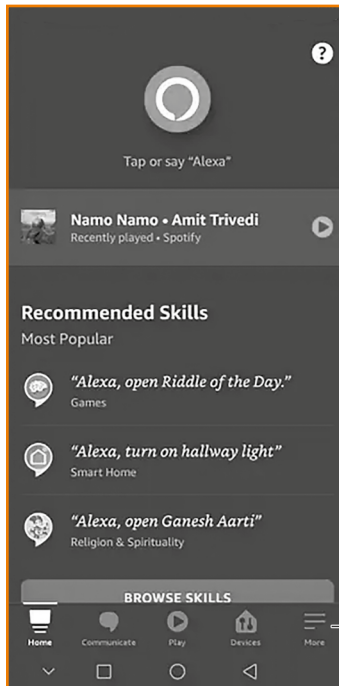 ?
Tap or say “Alexa”
Namo Namo • Amit Trivedi
Recently played • Spotify
Recommended Skills
Most Popular
“Alexa, open Riddle of the Day.”
Games
“Alexa, turn on hallway light”
Smart Home
“Alexa, open Ganesh Aarti”
Religion & Spirituality
BROWSE SKILLS
Home Communicate Play Devices More